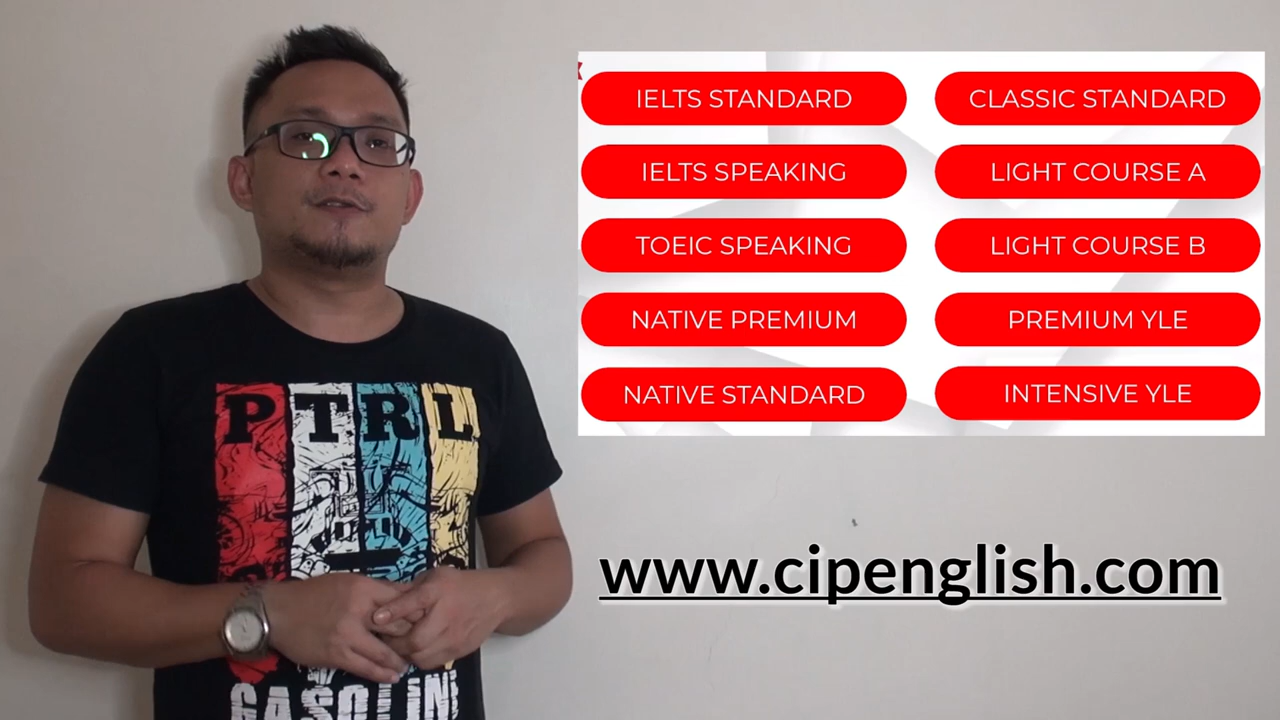 IELTS STANDARD
IELTS SPEAKING
TOEIC SPEAKING
NATIVE PREMIUM
NATIVE STANDARD
CLASSIC STANDARD
LIGHT COURSE A
LIGHT COURSE B
PREMIUM YLE
INTENSIVE YLE
www.cipenglish.com
PTRL
GASOLINE